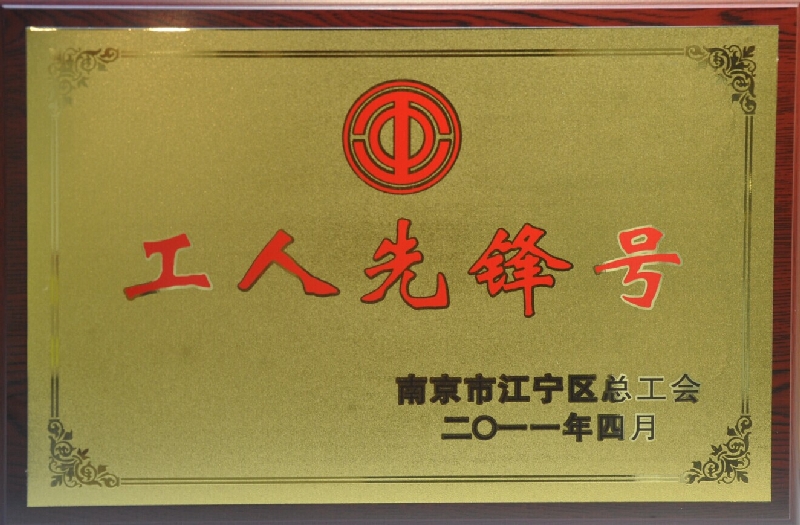 工人先锋号
南京市江宁区总工会
二〇一一年四月